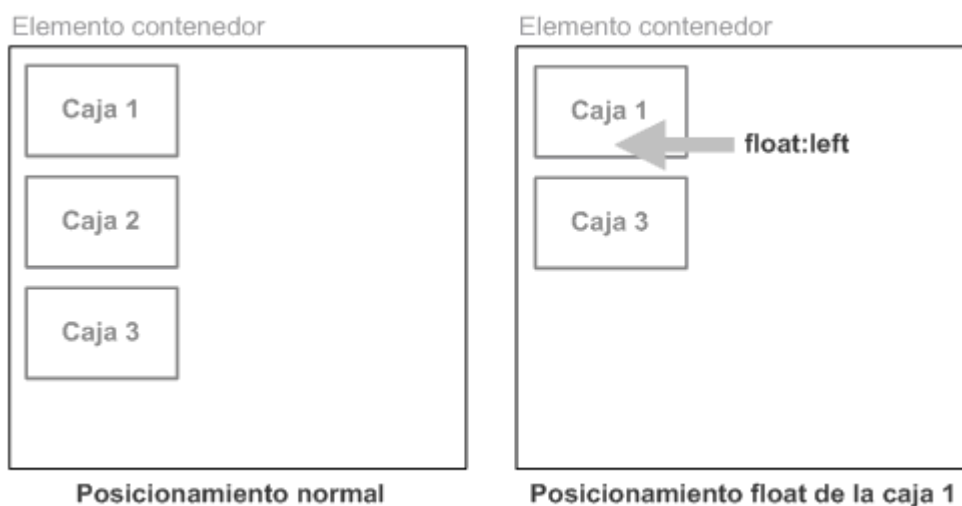 Elemento contenedor
Caja 1
Caja 2
Caja 3
Posicionamiento normal
Elemento contenedor
Caja 1
float:left
Caja 3
Posicionamiento float de la caja 1